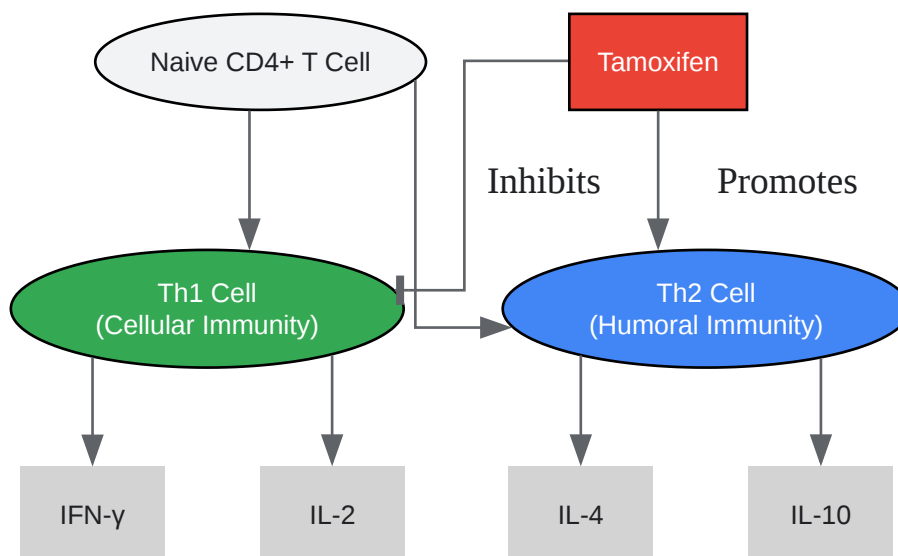 Naive CD4+ T Cell
Tamoxifen
Inhibits
Promotes
Th1 Cell
(Cellular Immunity)
Th2 Cell
(Humoral Immunity)
IFN-γ
IL-2
IL-4
IL-10